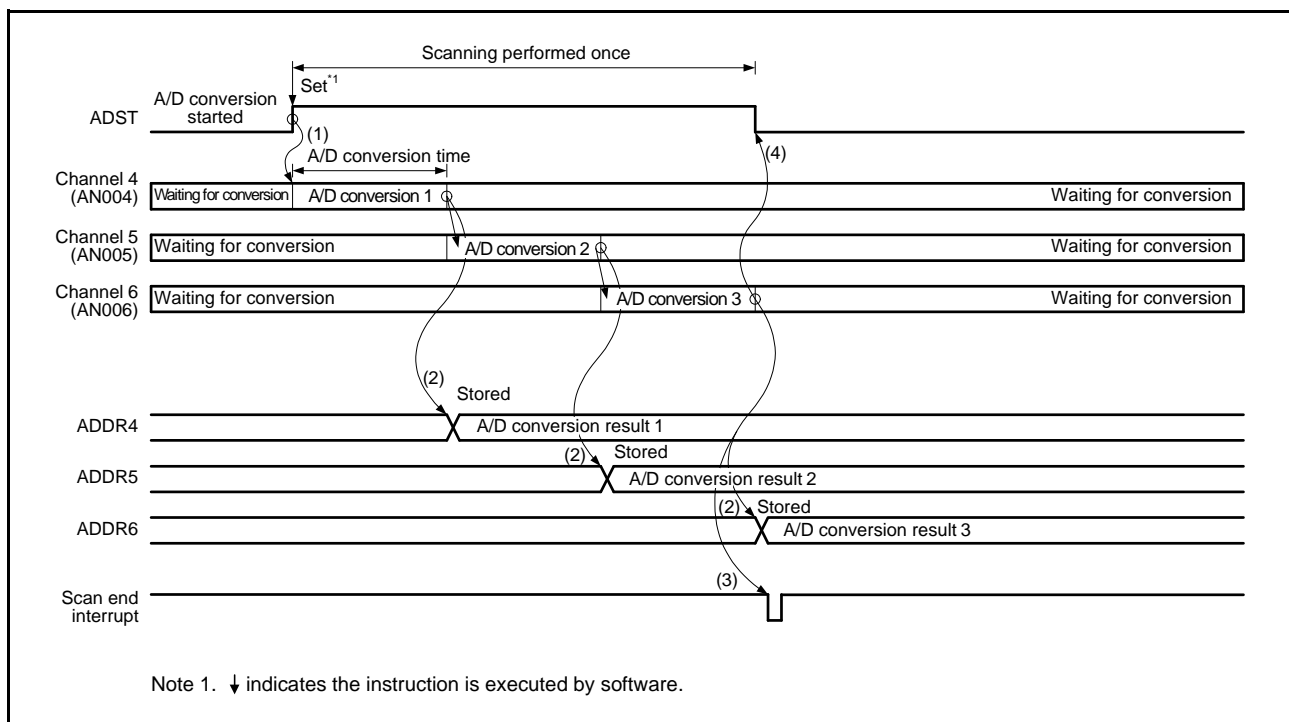 Scanning performed once
Set*1
A/D conversion
started
ADST
(1)
A/D conversion time
(4)
Channel 4
(AN004)
Waiting for conversion
A/D conversion 1
Waiting for conversion
Channel 5
(AN005)
Waiting for conversion
A/D conversion 2
Waiting for conversion
Channel 6
(AN006)
Waiting for conversion
A/D conversion 3
Waiting for conversion
(2)
Stored
ADDR4
A/D conversion result 1
(2)
Stored
ADDR5
A/D conversion result 2
(2)
Stored
ADDR6
A/D conversion result 3
(3)
Scan end
interrupt
Note 1. ↓ indicates the instruction is executed by software.